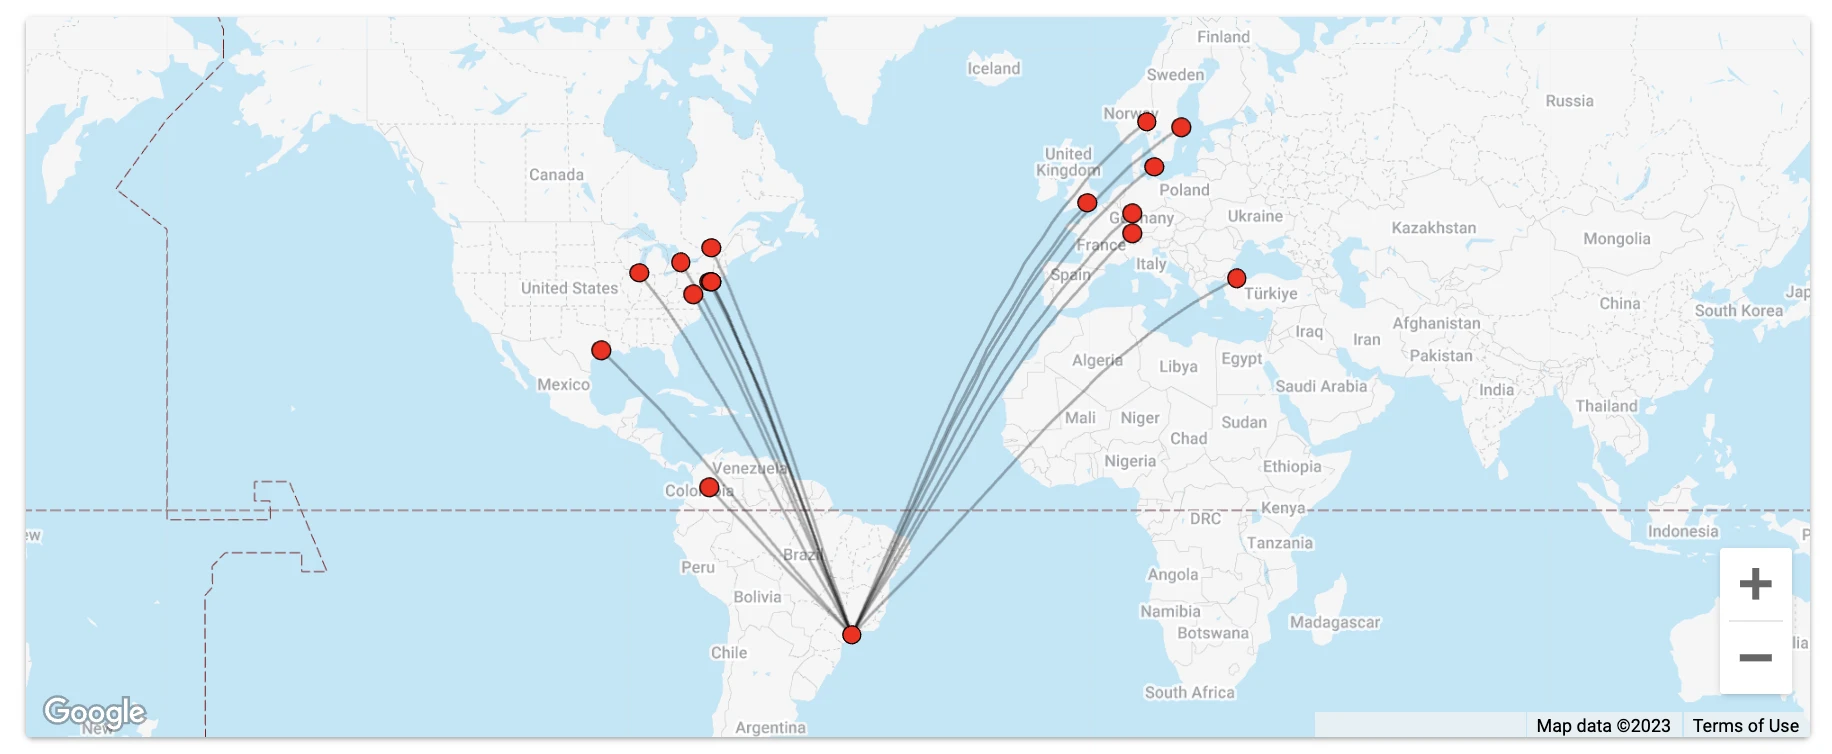 Finland
Iceland
Sweden
Russia
Norway
United
Kingdom
Canada
Poland
Ukraine
Germany
Kazakhstan
Mongolia
France
Italy
Spain
United States
Türkiye
China
South Korea
Iraq
Iran
Afghanistan
Algeria
Libya
Egypt
Pakistan
Mexico
Saudi Arabia
India
Thailand
Mali
Niger
Sudan
Chad
Nigeria
Ethiopia
Venezuela
Colombia
Kenya
DRC
Indonesia
Tanzania
Brazil
Peru
Angola
Bolivia
Namibia
Botswana
Madagascar
Chile
South Africa
Argentina
Google
New
Map data ©2023
Terms of Use